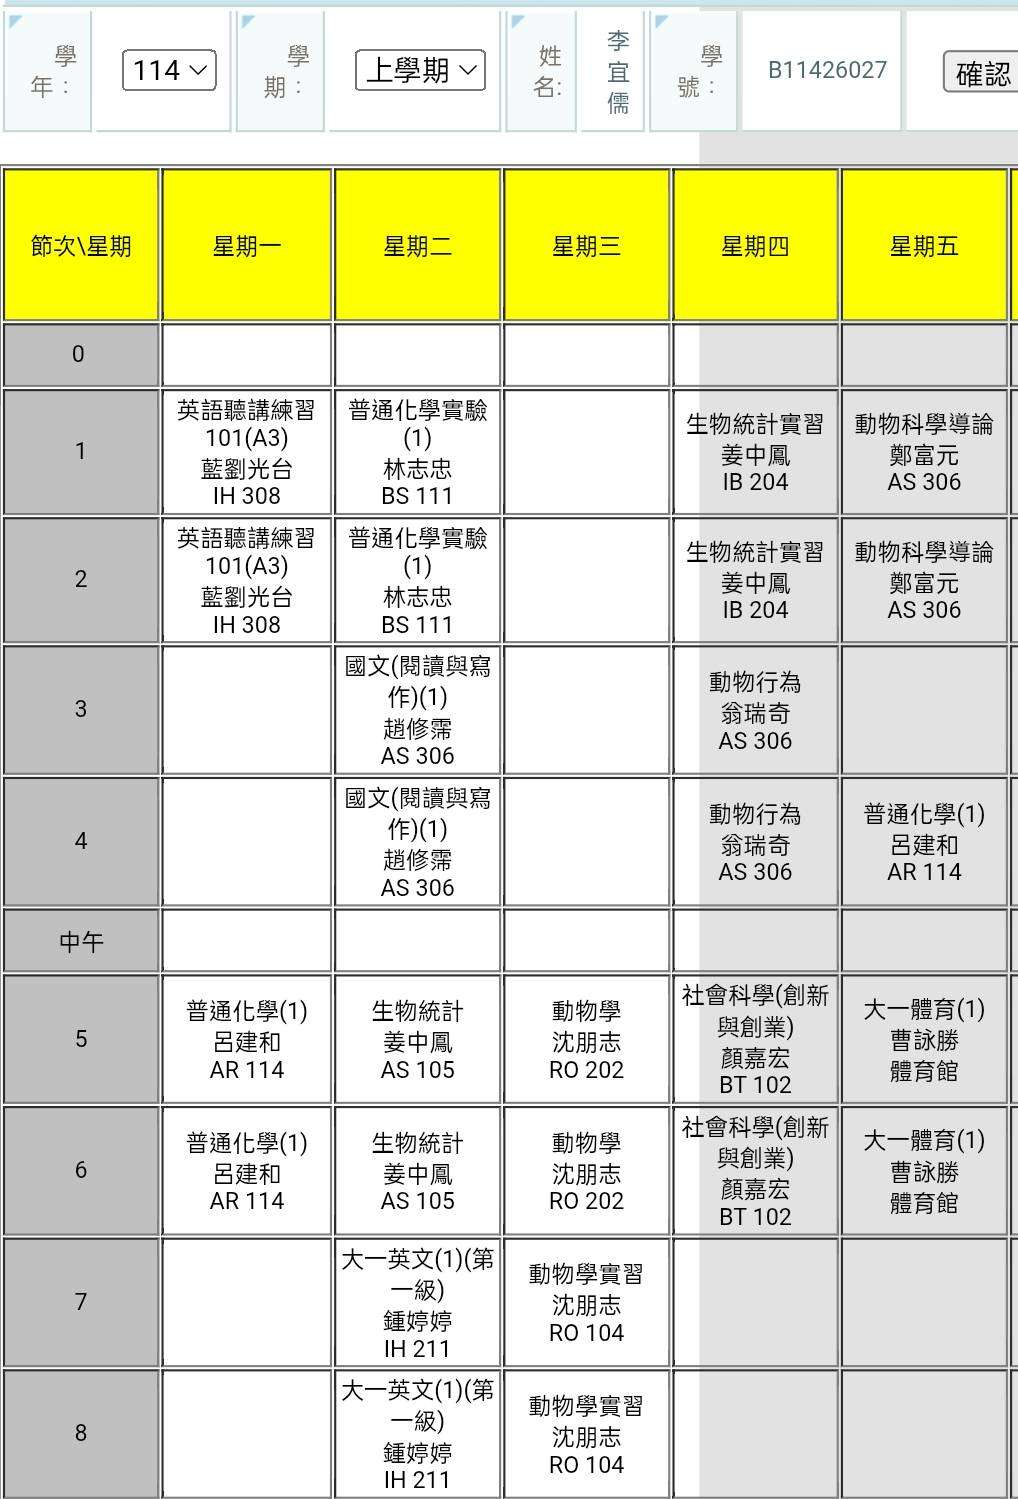 學年： 114 學期： 上學期 姓名: 李宜儒 學號： B11426027 確認
節次\星期 星期一 星期二 星期三 星期四 星期五
0
1
英語聽講練習
101(A3)
藍劉光台
IH 308
普通化學實驗
(1)
林志忠
BS 111
生物統計實習
姜中鳳
IB 204
動物科學導論
鄭富元
AS 306
2
英語聽講練習
101(A3)
藍劉光台
IH 308
普通化學實驗
(1)
林志忠
BS 111
生物統計實習
姜中鳳
IB 204
動物科學導論
鄭富元
AS 306
3
國文(閱讀與寫
作)(1)
趙修霈
AS 306
動物行為
翁瑞奇
AS 306
4
國文(閱讀與寫
作)(1)
趙修霈
AS 306
動物行為
翁瑞奇
AS 306
普通化學(1)
呂建和
AR 114
中午
5
普通化學(1)
呂建和
AR 114
生物統計
姜中鳳
AS 105
動物學
沈朋志
RO 202
社會科學(創新
與創業)
顏嘉宏
BT 102
大一體育(1)
曹詠勝
體育館
6
普通化學(1)
呂建和
AR 114
生物統計
姜中鳳
AS 105
動物學
沈朋志
RO 202
社會科學(創新
與創業)
顏嘉宏
BT 102
大一體育(1)
曹詠勝
體育館
7
大一英文(1)(第
一級)
鍾婷婷
IH 211
動物學實習
沈朋志
RO 104
8
大一英文(1)(第
一級)
鍾婷婷
IH 211
動物學實習
沈朋志
RO 104